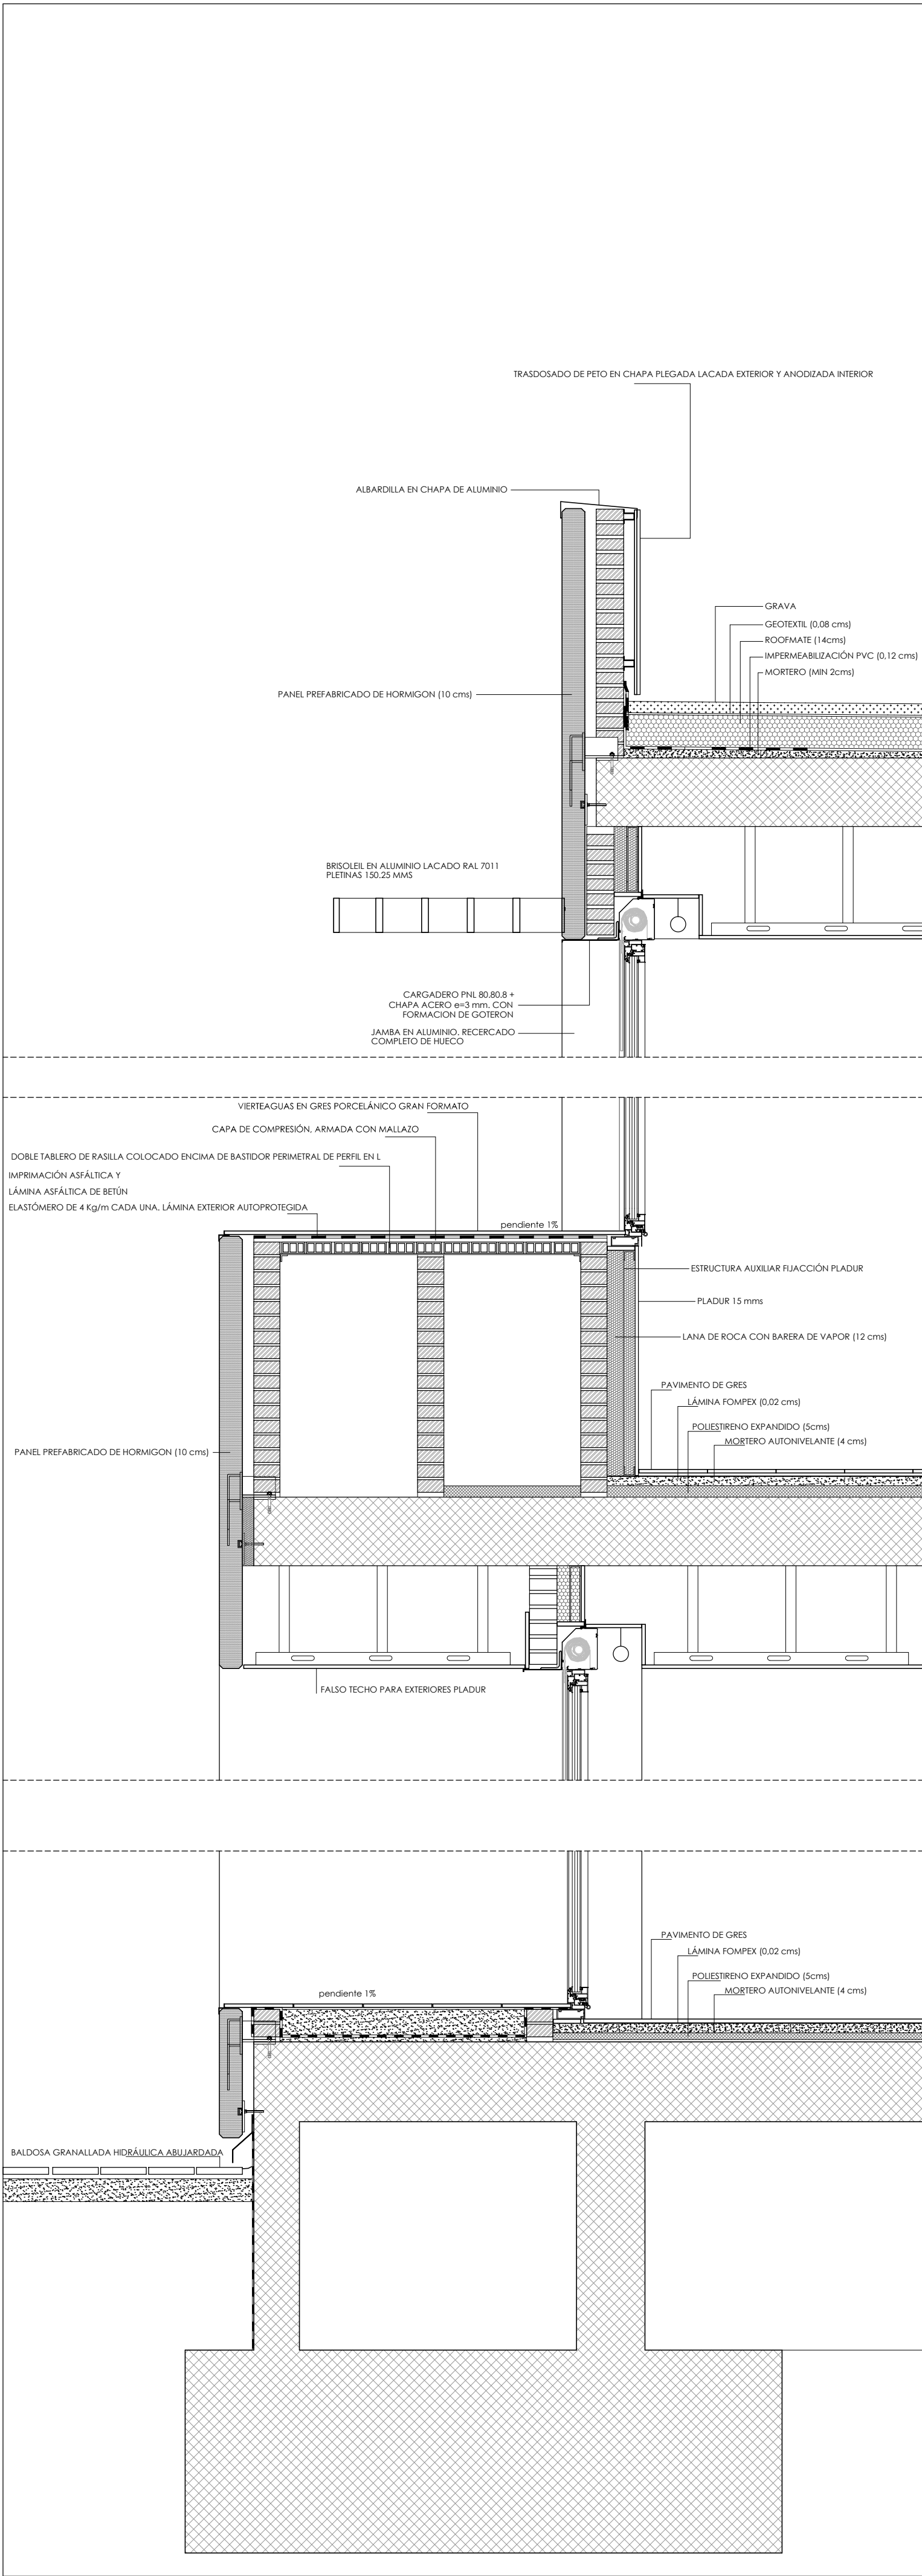 TRASDOSADO DE PETO EN CHAPA PLEGADA LACADA EXTERIOR Y ANODIZADA INTERIOR
ALBARDILLA EN CHAPA DE ALUMINIO
GRAVA
GEOTEXTIL (0,08 cms)
ROOFMATE (14cms)
IMPERMEABILIZACIÓN PVC (0,12 cms)
MORTERO (MIN 2cms)
PANEL PREFABRICADO DE HORMIGON (10 cms)
BRISOLEIL EN ALUMINIO LACADO RAL 7011
PLETINAS 150.25 MMS
CARGADERO PNL 80.80.8 +
CHAPA ACERO e=3 mm. CON
FORMACION DE GOTERON
JAMBA EN ALUMINIO. RECERCADO
COMPLETO DE HUECO
VIERTEAGUAS EN GRES PORCELÁNICO GRAN FORMATO
CAPA DE COMPRESIÓN, ARMADA CON MALLAZO
DOBLE TABLERO DE RASILLA COLOCADO ENCIMA DE BASTIDOR PERIMETRAL DE PERFIL EN L
IMPRIMACIÓN ASFÁLTICA Y
LÁMINA ASFÁLTICA DE BETÚN
ELASTÓMERO DE 4 Kg/m CADA UNA. LÁMINA EXTERIOR AUTOPROTEGIDA
pendiente 1%
ESTRUCTURA AUXILIAR FIJACCIÓN PLADUR
PLADUR 15 mms
LANA DE ROCA CON BARERA DE VAPOR (12 cms)
PAVIMENTO DE GRES
LÁMINA FOMPEX (0,02 cms)
POLIESTIRENO EXPANDIDO (5cms)
MORTERO AUTONIVELANTE (4 cms)
PANEL PREFABRICADO DE HORMIGON (10 cms)
FALSO TECHO PARA EXTERIORES PLADUR
PAVIMENTO DE GRES
LÁMINA FOMPEX (0,02 cms)
POLIESTIRENO EXPANDIDO (5cms)
MORTERO AUTONIVELANTE (4 cms)
pendiente 1%
BALDOSA GRANALLADA HIDRÁULICA ABUJARDADA